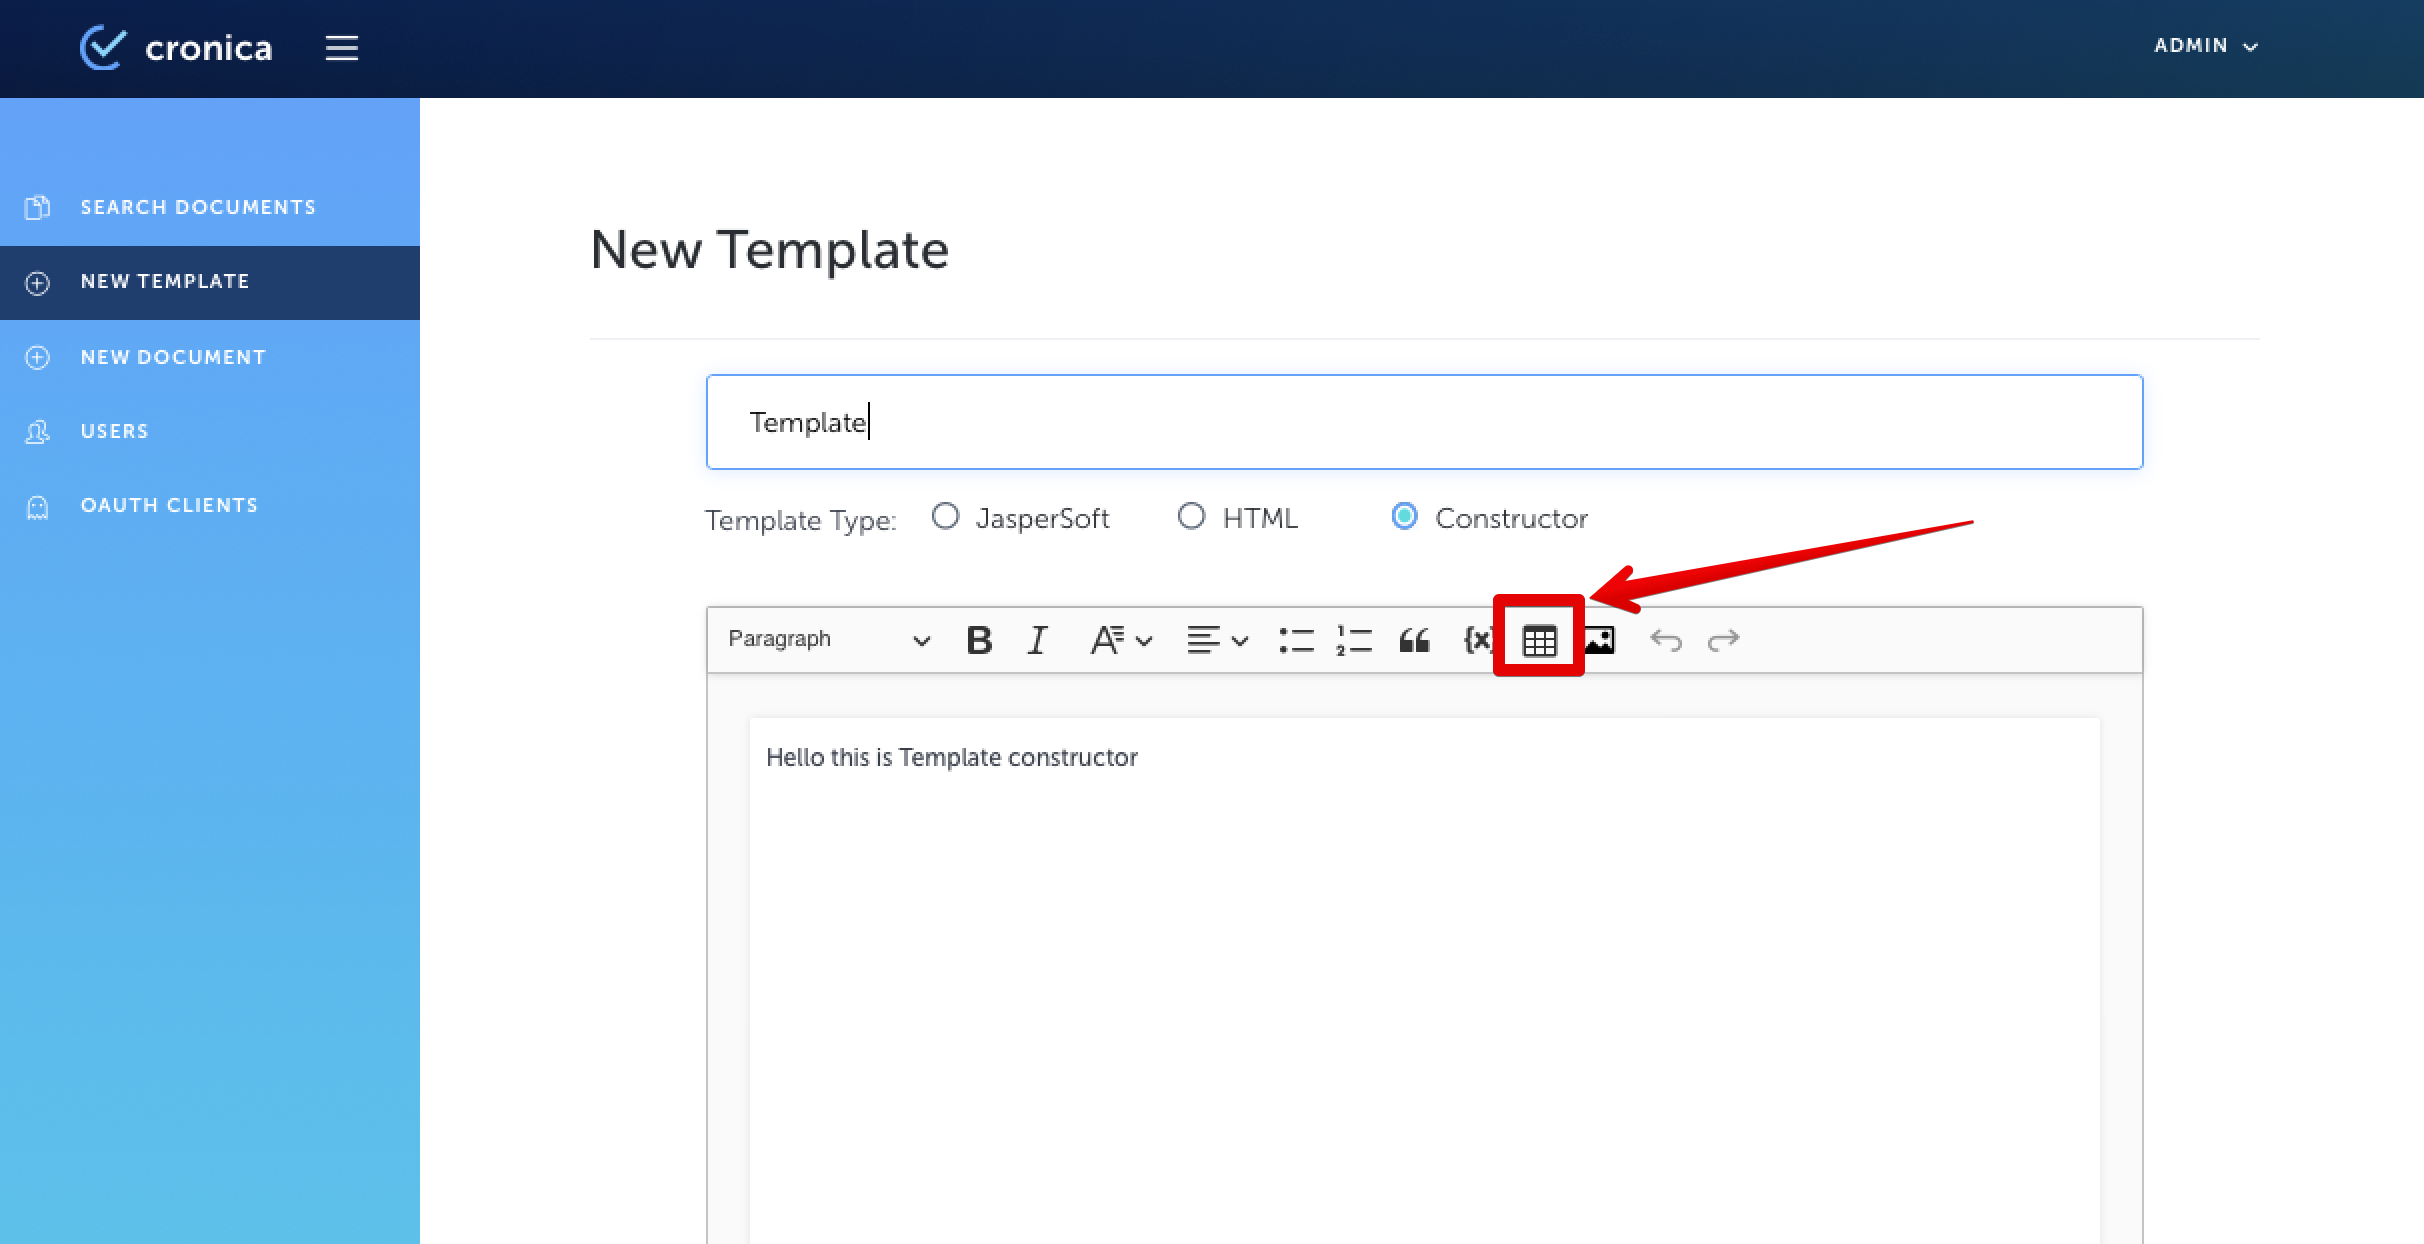 cronica
ADMIN
SEARCH DOCUMENTS
NEW TEMPLATE
NEW DOCUMENT
USERS
OAUTH CLIENTS
New Template
Template
Template Type: JasperSoft HTML Constructor
Paragraph B I A {x}
Hello this is Template constructor